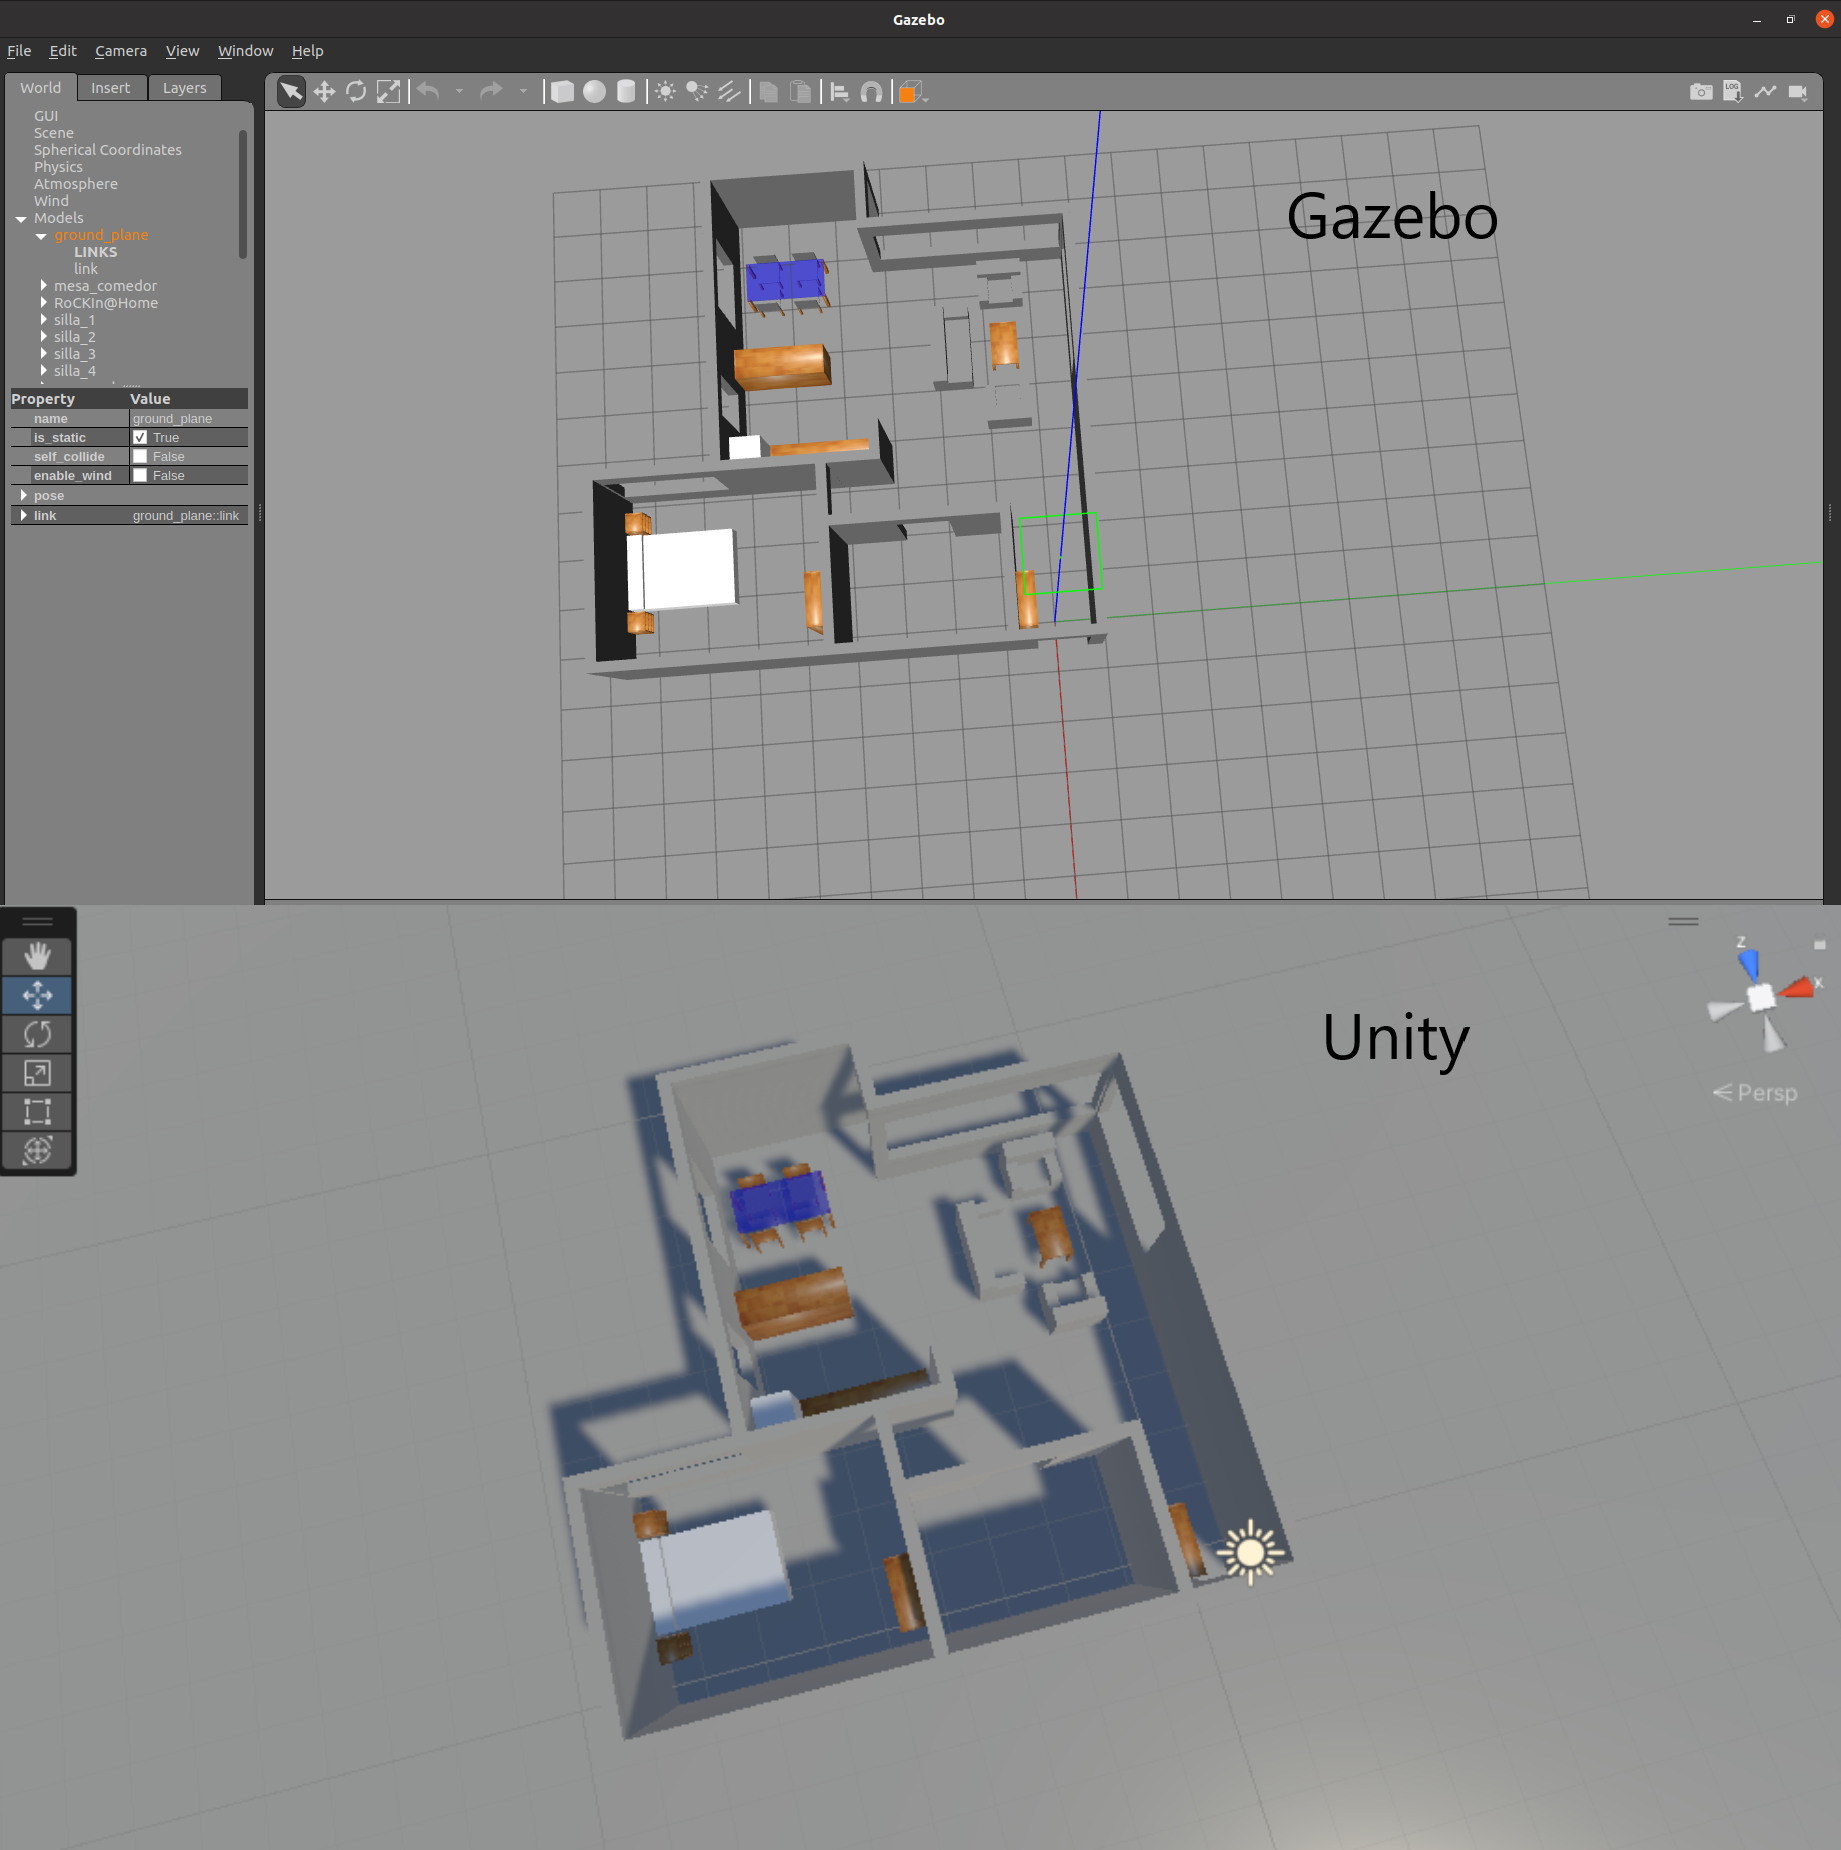 Gazebo
File Edit Camera View Window Help
World Insert Layers
LOG
GUI
Scene
Spherical Coordinates
Physics
Atmosphere
Wind
Models
ground_plane
LINKS
link
mesa_comedor
RoCKIn@Home
silla_1
silla_2
silla_3
silla_4
Property Value
name ground_plane
is_static True
self_collide False
enable_wind False
pose
link ground_plane::link
Gazebo
Unity
Z
X
Persp